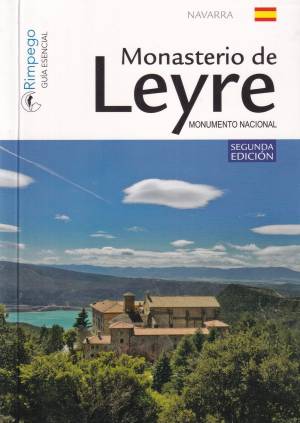 NAVARRA
Rimpego
GUÍA ESENCIAL
Monasterio de
Leyre
MONUMENTO NACIONAL
SEGUNDA
EDICIÓN